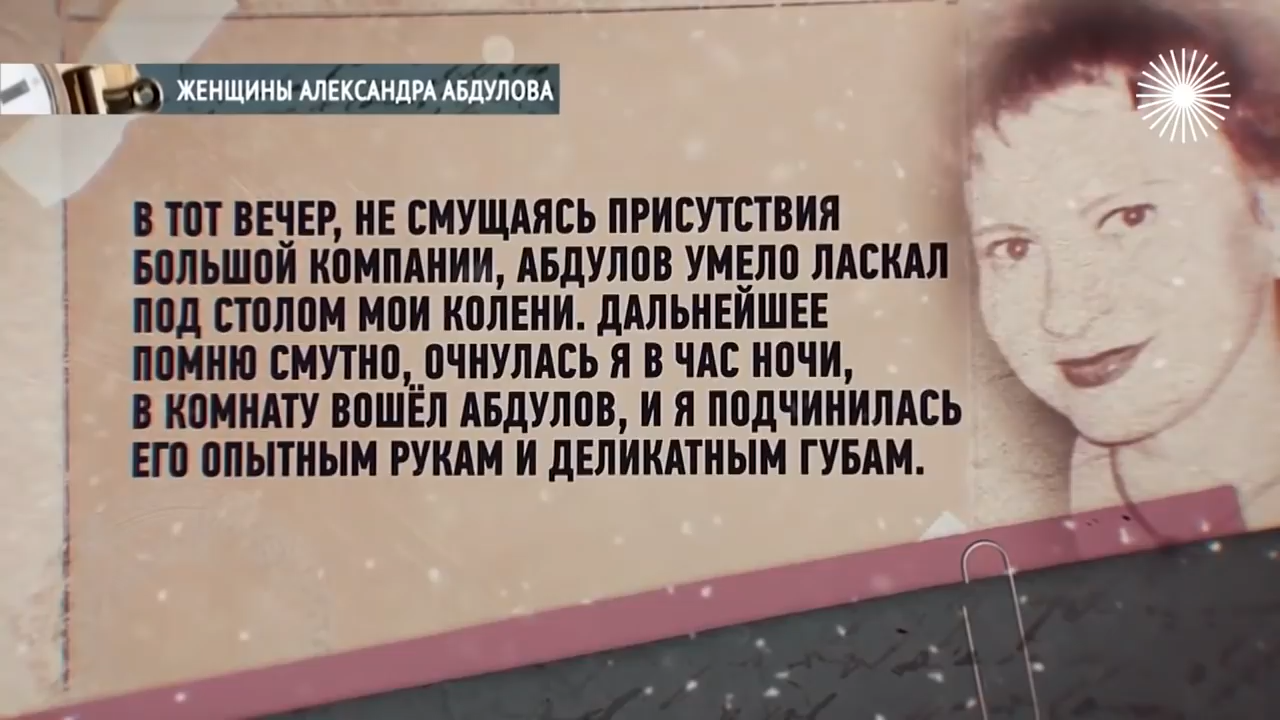 ЖЕНЩИНЫ АЛЕКСАНДРА АБДУЛОВА
В ТОТ ВЕЧЕР, НЕ СМУЩАЯСЬ ПРИСУТСТВИЯ
БОЛЬШОЙ КОМПАНИИ, АБДУЛОВ УМЕЛО ЛАСКАЛ
ПОД СТОЛОМ МОИ КОЛЕНИ. ДАЛЬНЕЙШЕЕ
ПОМНЮ СМУТНО, ОЧНУЛАСЬ Я В ЧАС НОЧИ,
В КОМНАТУ ВОШЁЛ АБДУЛОВ, И Я ПОДЧИНИЛАСЬ
ЕГО ОПЫТНЫМ РУКАМ И ДЕЛИКАТНЫМ ГУБАМ.